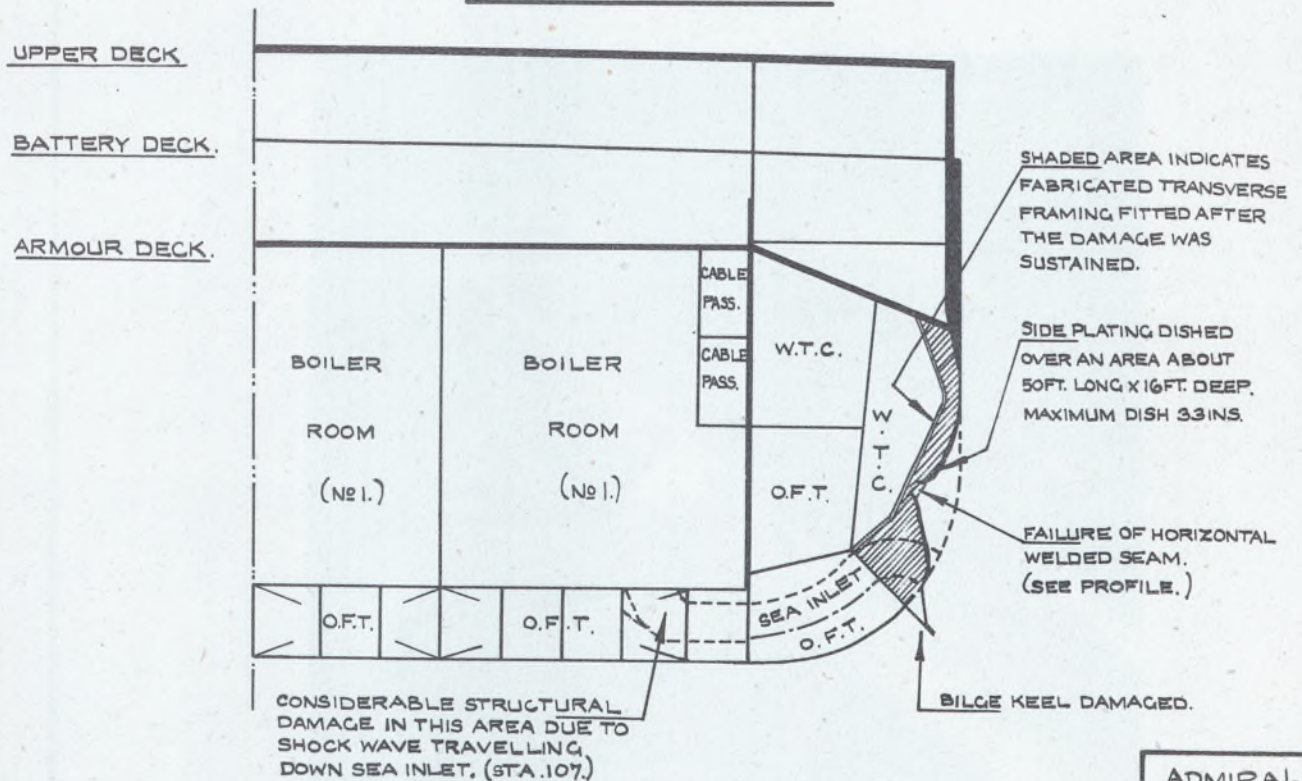 UPPER DECK
BATTERY DECK.
ARMOUR DECK.
BOILER
ROOM
(No 1.)
BOILER
ROOM
(No 1.)
CABLE
PASS.
CABLE
PASS.
W.T.C.
O.F.T.
W.
T.
C.
SHADED AREA INDICATES
FABRICATED TRANSVERSE
FRAMING FITTED AFTER
THE DAMAGE WAS
SUSTAINED.
SIDE PLATING DISHED
OVER AN AREA ABOUT
50FT. LONG X 16FT. DEEP.
MAXIMUM DISH 33INS.
FAILURE OF HORIZONTAL
WELDED SEAM.
(SEE PROFILE.)
SEA INLET
O.F.T.
O.F.T.
O.F.T.
BILGE KEEL DAMAGED.
CONSIDERABLE STRUCTURAL
DAMAGE IN THIS AREA DUE TO
SHOCK WAVE TRAVELLING
DOWN SEA INLET. (STA.107.)